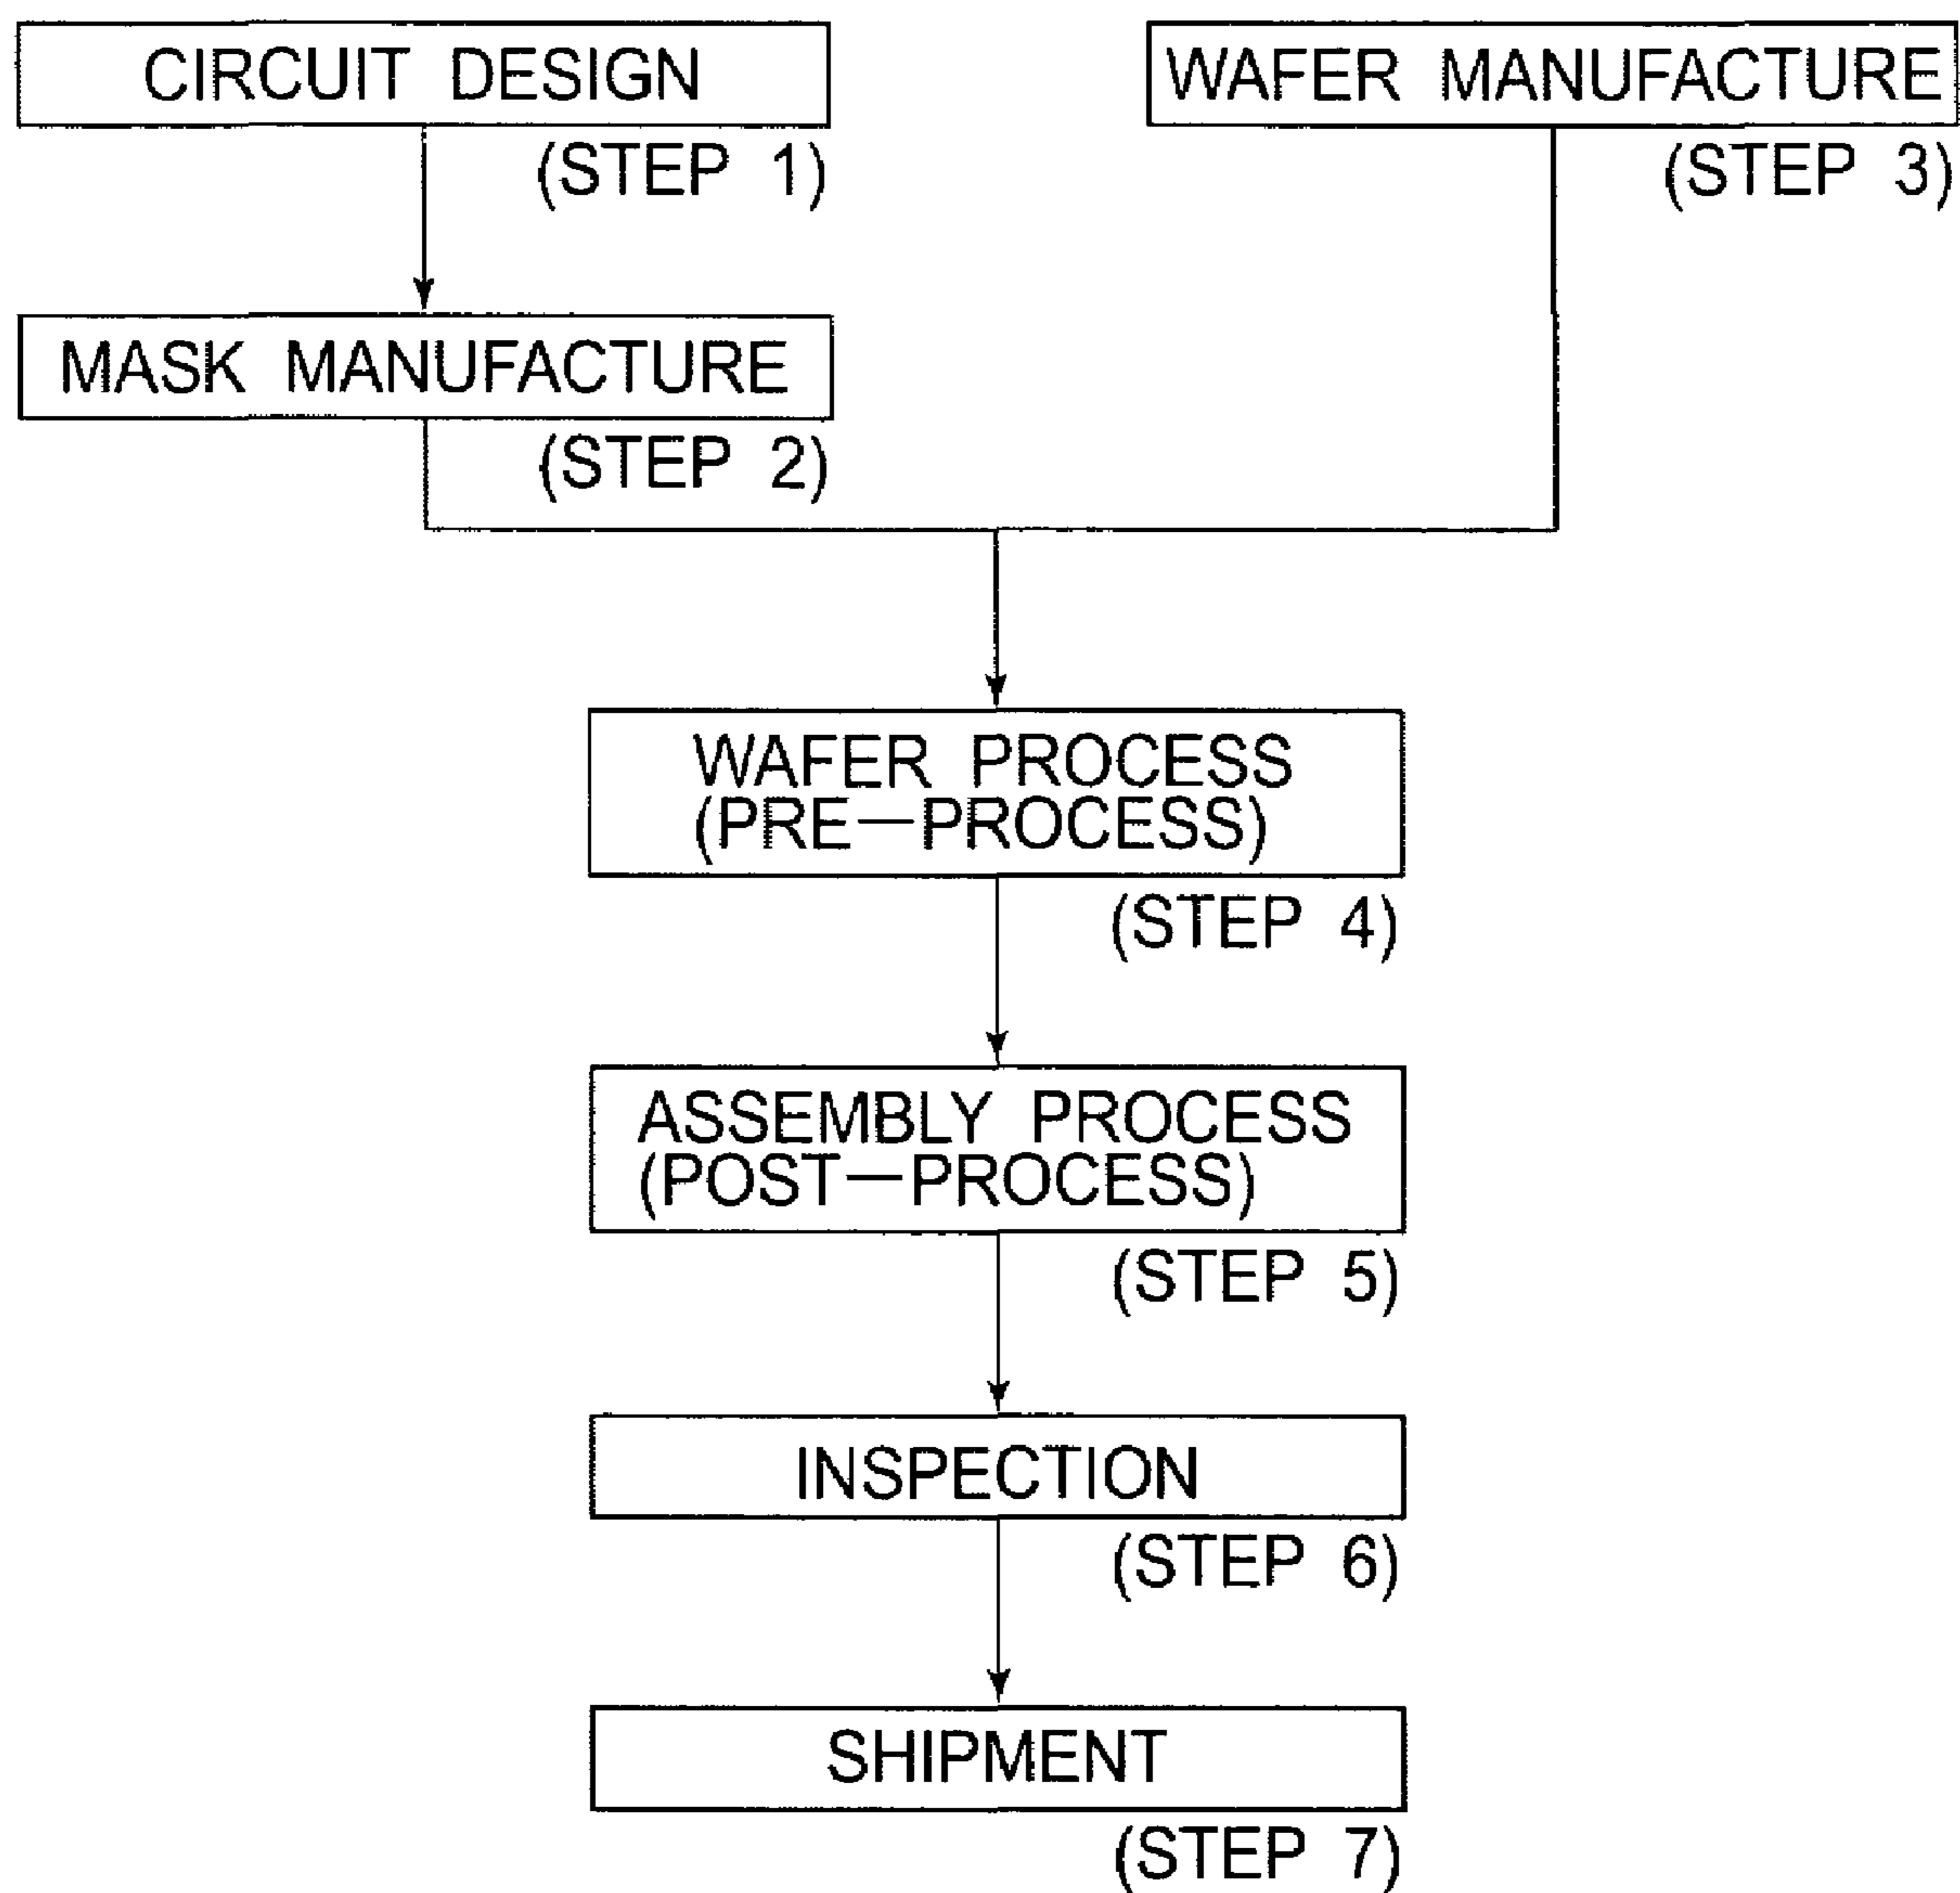 CIRCUIT DESIGN
(STEP 1)
WAFER MANUFACTURE
(STEP 3)
MASK MANUFACTURE
(STEP 2)
WAFER PROCESS
(PRE—PROCESS)
(STEP 4)
ASSEMBLY PROCESS
(POST—PROCESS)
(STEP 5)
INSPECTION
(STEP 6)
SHIPMENT
(STEP 7)